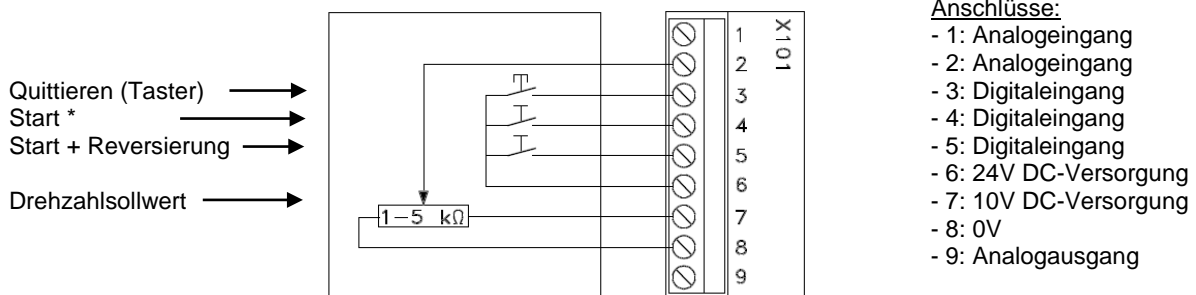 Quittieren (Taster)
Start *
Start + Reversierung
Drehzahlsollwert
1-5 kΩ
1
2
3
4
5
6
7
8
9
X101
Anschlüsse:
- 1: Analogeingang
- 2: Analogeingang
- 3: Digitaleingang
- 4: Digitaleingang
- 5: Digitaleingang
- 6: 24V DC-Versorgung
- 7: 10V DC-Versorgung
- 8: 0V
- 9: Analogausgang